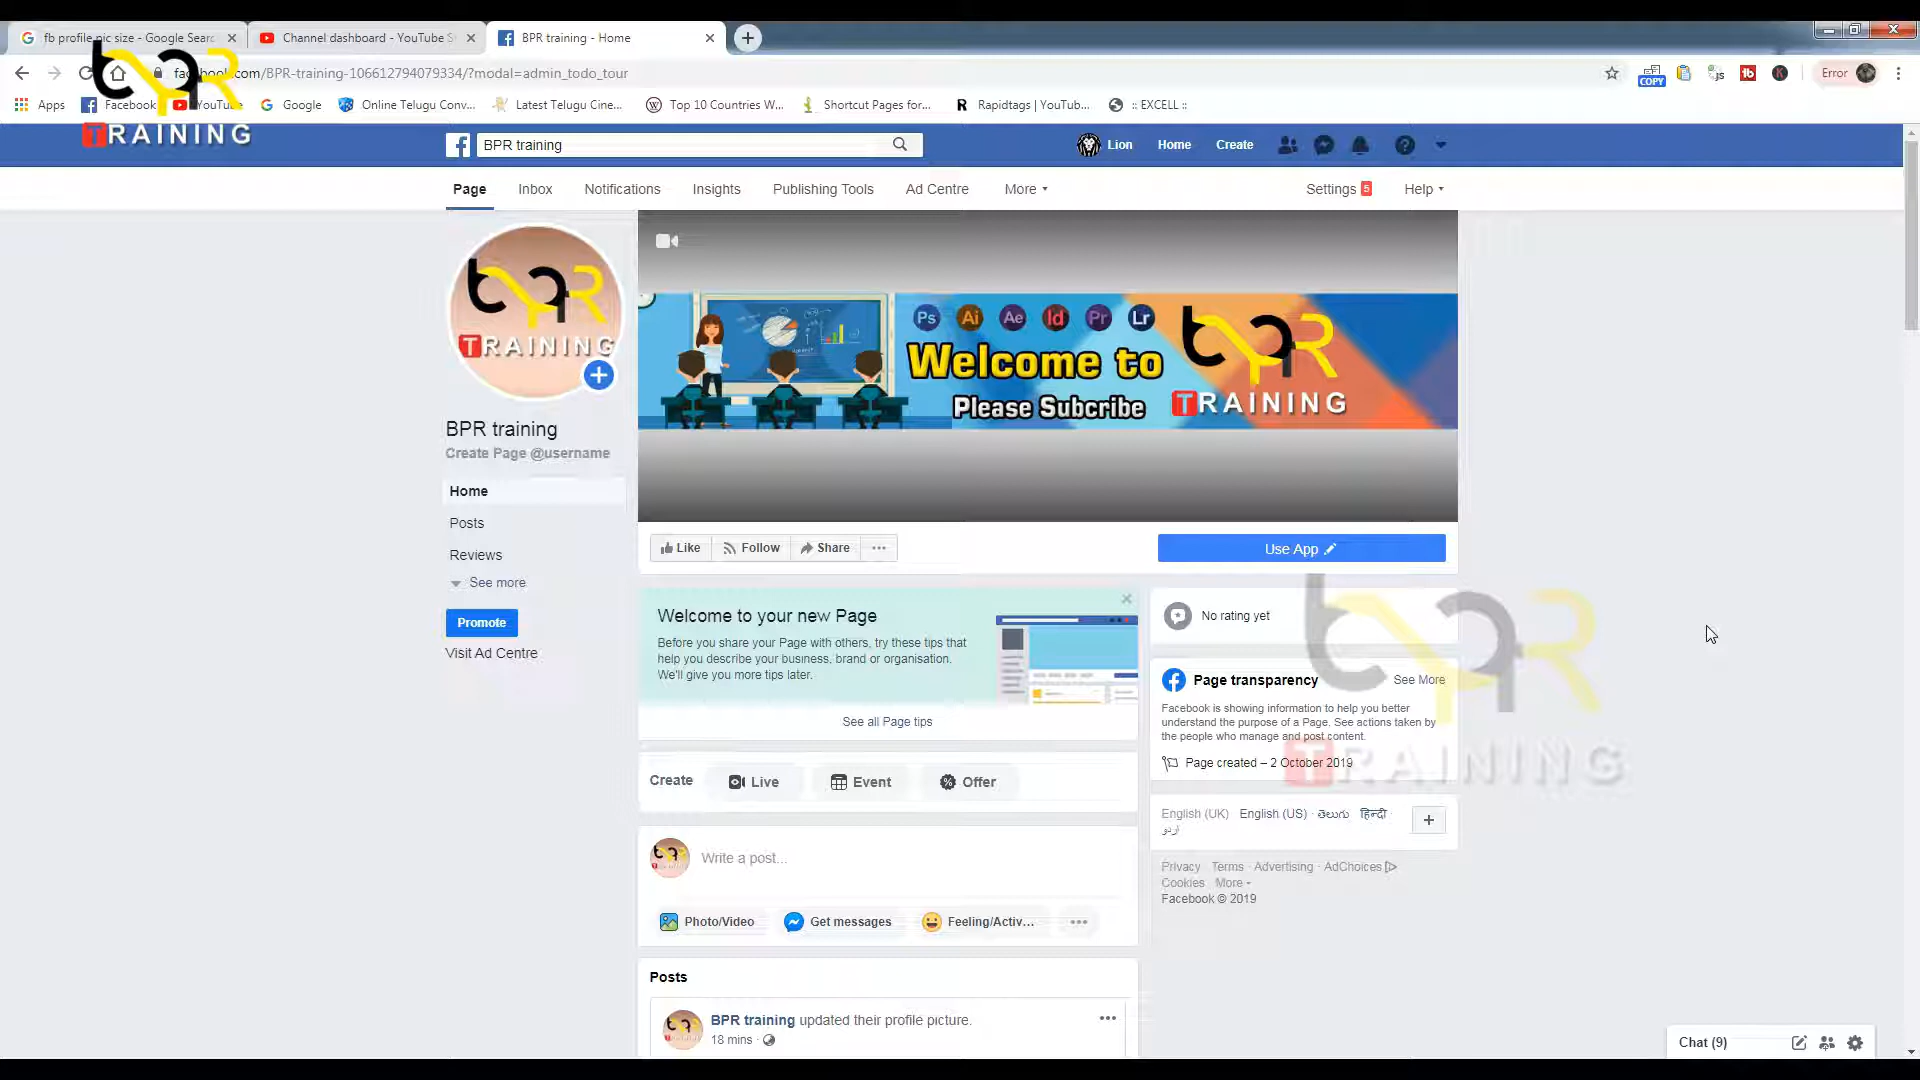 fb profile pic size - Google Searc
Channel dashboard - YouTube S
BPR training - Home
facebook.com/BPR-training-106612794079334/?modal=admin_todo_tour
COPY
Error
Apps
Facebook
YouTube
Google
Online Telugu Conv...
Latest Telugu Cine...
Top 10 Countries W...
Shortcut Pages for...
Rapidtags | YouTub...
:: EXCELL ::
bpr
TRAINING
BPR training
Lion
Home
Create
Page
Inbox
Notifications
Insights
Publishing Tools
Ad Centre
More
Settings 5
Help
bpr
TRAINING
Ps Ai Ae Id Pr Lr
Welcome to
Please Subcribe
bpr
TRAINING
BPR training
Create Page @username
Home
Posts
Reviews
See more
Promote
Visit Ad Centre
Like
Follow
Share
Use App
Welcome to your new Page
Before you share your Page with others, try these tips that
help you describe your business, brand or organisation.
We'll give you more tips later.
See all Page tips
No rating yet
Page transparency
See More
Facebook is showing information to help you better
understand the purpose of a Page. See actions taken by
the people who manage and post content.
Page created – 2 October 2019
bpr
TRAINING
Create
Live
Event
Offer
English (UK) English (US) · తెలుగు · हिन्दी ·
اردو
Write a post...
Privacy · Terms · Advertising · AdChoices
Cookies · More
Facebook © 2019
Photo/Video
Get messages
Feeling/Activ...
Posts
BPR training updated their profile picture.
18 mins ·
Chat (9)